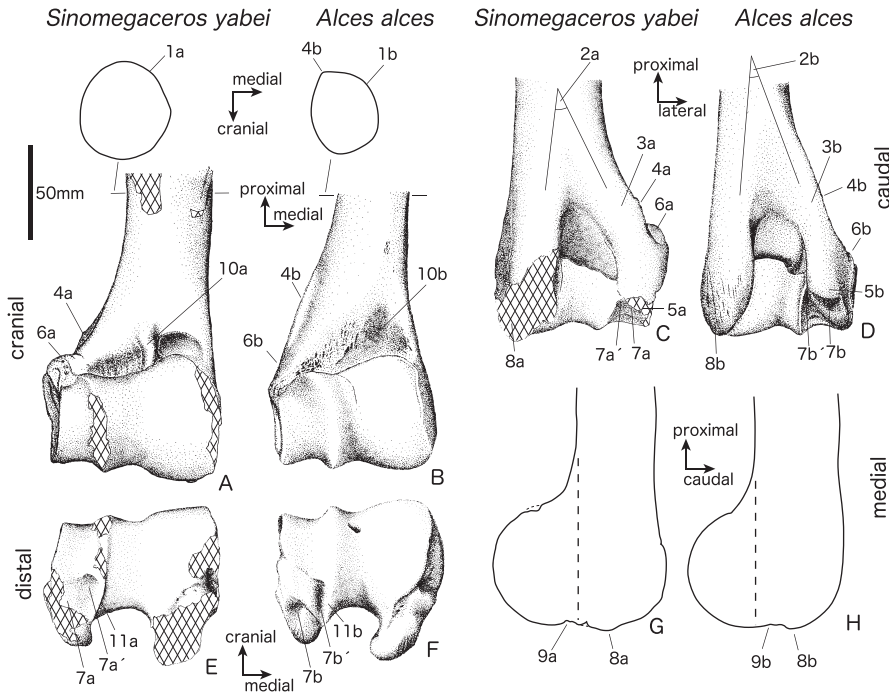 Sinomegaceros yabei
Alces alces
Sinomegaceros yabei
Alces alces
1a
4b
1b
medial
cranial
50mm
proximal
medial
10a
4b
10b
4a
6a
6b
cranial
A
B
2a
2b
proximal
lateral
3a
4a
6a
3b
4b
6b
caudal
5a
5b
C
D
8a
7a´ 7a
8b
7b´ 7b
distal
11a
7a´
7a
E
cranial
medial
11b
7b´
7b
F
proximal
caudal
medial
G
H
9a
8a
9b
8b